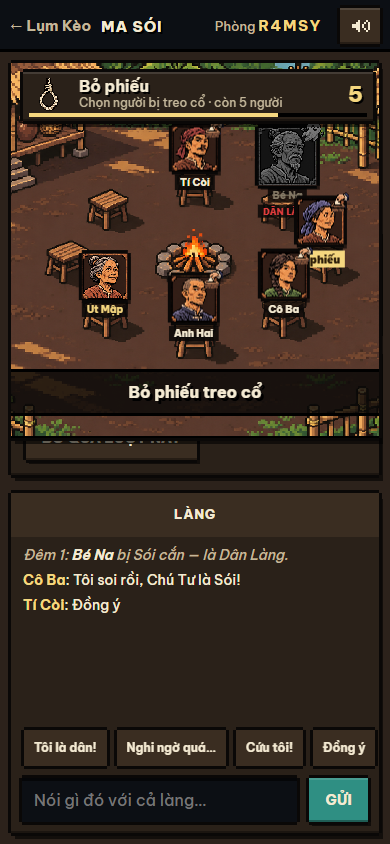 ← Lụm Kèo MA SÓI Phòng R4MSY
Bỏ phiếu
Chọn người bị treo cổ · còn 5 người
5
Tí Còi
Bé Na
DÂN L
phiếu
Út Mập
Anh Hai
Cô Ba
Bỏ phiếu treo cổ
LÀNG
Đêm 1: Bé Na bị Sói cắn — là Dân Làng.
Cô Ba: Tôi soi rồi, Chú Tư là Sói!
Tí Còi: Đồng ý
Tôi là dân!
Nghi ngờ quá...
Cứu tôi!
Đồng ý
Nói gì đó với cả làng...
GỬI